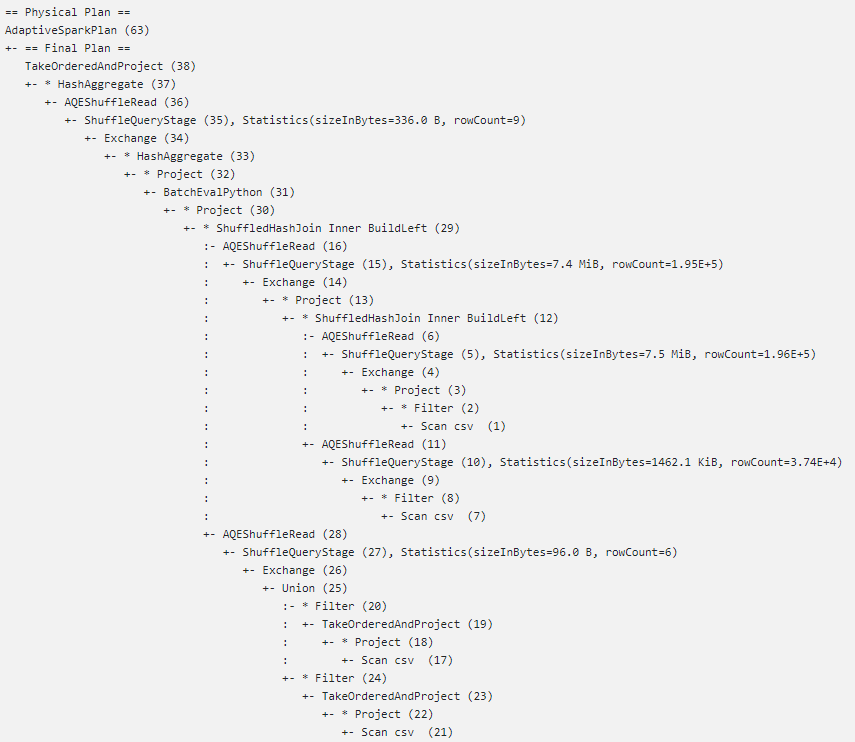 == Physical Plan ==
AdaptiveSparkPlan (63)
+- == Final Plan ==
   TakeOrderedAndProject (38)
   +- * HashAggregate (37)
      +- AQEShuffleRead (36)
         +- ShuffleQueryStage (35), Statistics(sizeInBytes=336.0 B, rowCount=9)
            +- Exchange (34)
               +- * HashAggregate (33)
                  +- * Project (32)
                     +- BatchEvalPython (31)
                        +- * Project (30)
                           +- * ShuffledHashJoin Inner BuildLeft (29)
                              :- AQEShuffleRead (16)
                              :  +- ShuffleQueryStage (15), Statistics(sizeInBytes=7.4 MiB, rowCount=1.95E+5)
                              :     +- Exchange (14)
                              :        +- * Project (13)
                              :           +- * ShuffledHashJoin Inner BuildLeft (12)
                              :              :- AQEShuffleRead (6)
                              :              :  +- ShuffleQueryStage (5), Statistics(sizeInBytes=7.5 MiB, rowCount=1.96E+5)
                              :              :     +- Exchange (4)
                              :              :        +- * Project (3)
                              :              :           +- * Filter (2)
                              :              :              +- Scan csv  (1)
                              :              +- AQEShuffleRead (11)
                              :                 +- ShuffleQueryStage (10), Statistics(sizeInBytes=1462.1 KiB, rowCount=3.74E+4)
                              :                    +- Exchange (9)
                              :                       +- * Filter (8)
                              :                          +- Scan csv  (7)
                              +- AQEShuffleRead (28)
                                 +- ShuffleQueryStage (27), Statistics(sizeInBytes=96.0 B, rowCount=6)
                                    +- Exchange (26)
                                       +- Union (25)
                                          :- * Filter (20)
                                          :  +- TakeOrderedAndProject (19)
                                          :     +- * Project (18)
                                          :        +- Scan csv  (17)
                                          +- * Filter (24)
                                             +- TakeOrderedAndProject (23)
                                                +- * Project (22)
                                                   +- Scan csv  (21)